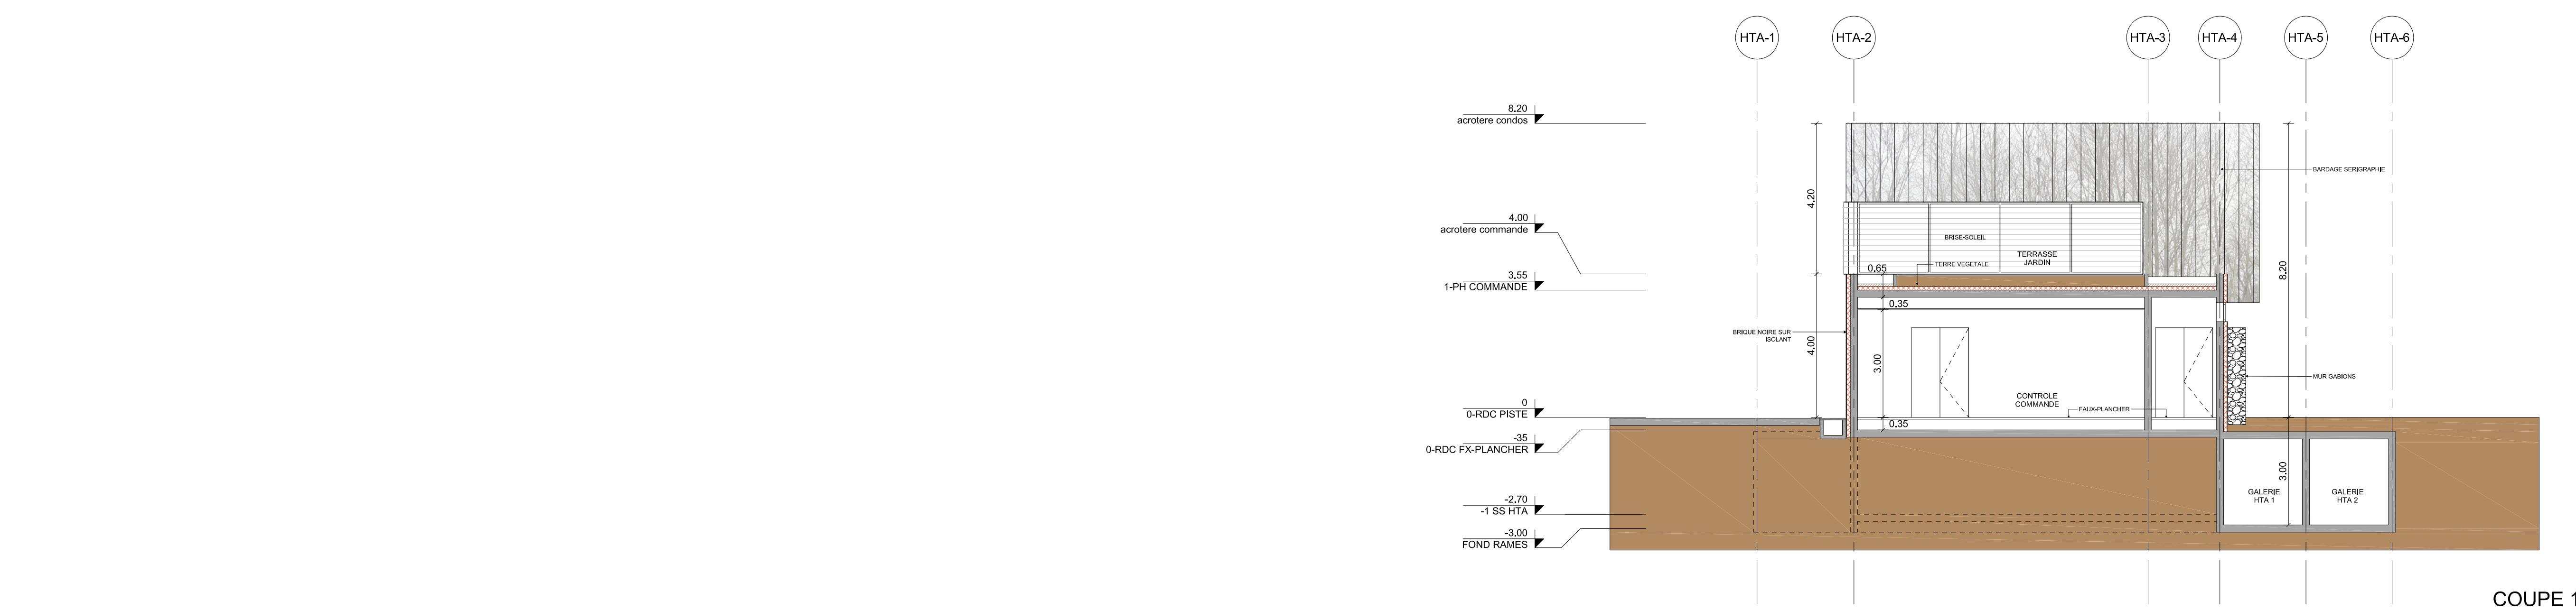 HTA-1 HTA-2 HTA-3 HTA-4 HTA-5 HTA-6
8.20
acrotere condos
BARDAGE SERIGRAPHIE
4.20
4.00
acrotere commande
BRISE-SOLEIL
TERRASSE
JARDIN
TERRE VEGETALE
0.65
8.20
3.55
1-PH COMMANDE
0.35
BRIQUE NOIRE SUR
ISOLANT
4.00
3.00
MUR GABIONS
CONTROLE
COMMANDE
FAUX-PLANCHER
0
0-RDC PISTE
0.35
-35
0-RDC FX-PLANCHER
3.00
GALERIE
HTA 1
GALERIE
HTA 2
-2.70
-1 SS HTA
-3.00
FOND RAMES
COUPE 1